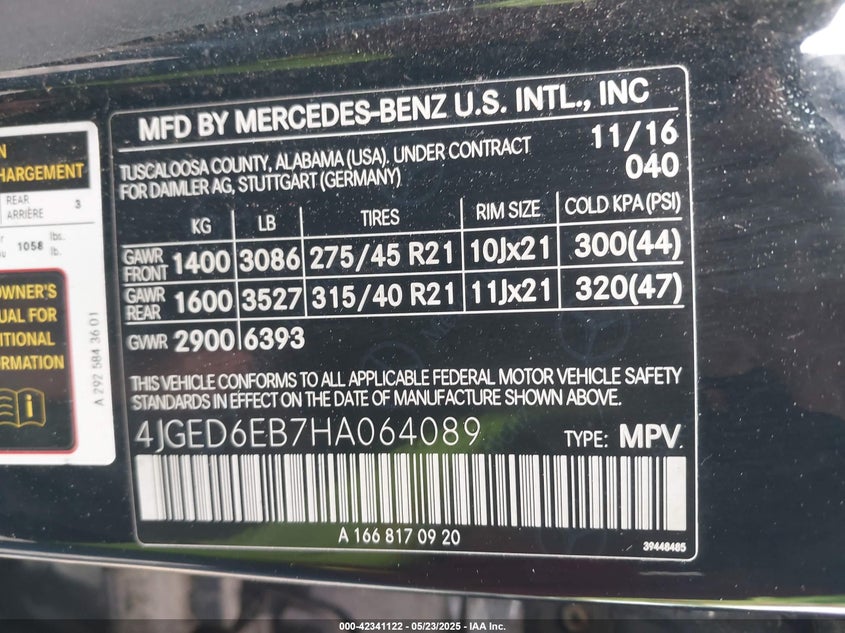 MFD BY MERCEDES-BENZ U.S. INTL., INC
TUSCALOOSA COUNTY, ALABAMA (USA). UNDER CONTRACT
FOR DAIMLER AG, STUTTGART (GERMANY)
11/16
040
KG LB TIRES RIM SIZE COLD KPA (PSI)
GAWR FRONT 1400 3086 275/45 R21 10Jx21 300(44)
GAWR REAR 1600 3527 315/40 R21 11Jx21 320(47)
GVWR 2900 6393
THIS VEHICLE CONFORMS TO ALL APPLICABLE FEDERAL MOTOR VEHICLE SAFETY
STANDARDS IN EFFECT ON THE DATE OF MANUFACTURE SHOWN ABOVE.
4JGED6EB7HA064089 TYPE: MPV
A 166 817 09 20
39448485
HARGEMENT
REAR
ARRIÈRE 3
1058 lbs.
lb.
OWNER'S
UAL FOR
ITIONAL
ORMATION
A 292 584 36 01
000-42341122 - 05/23/2025 - IAA Inc.